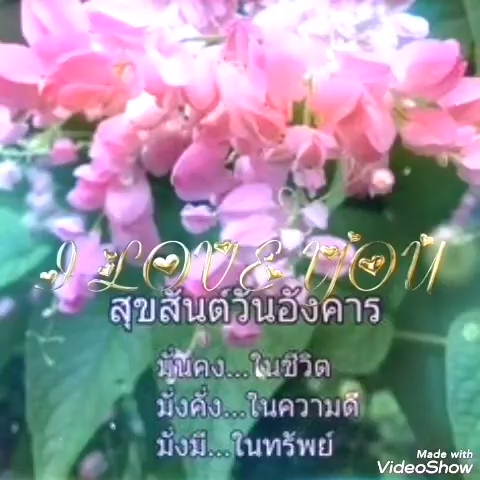 I LOVE YOU
สุขสันต์วันอังคาร
มั่นคง...ในชีวิต
มั่งคั่ง...ในความดี
มั่งมี...ในทรัพย์
Made with
VideoShow